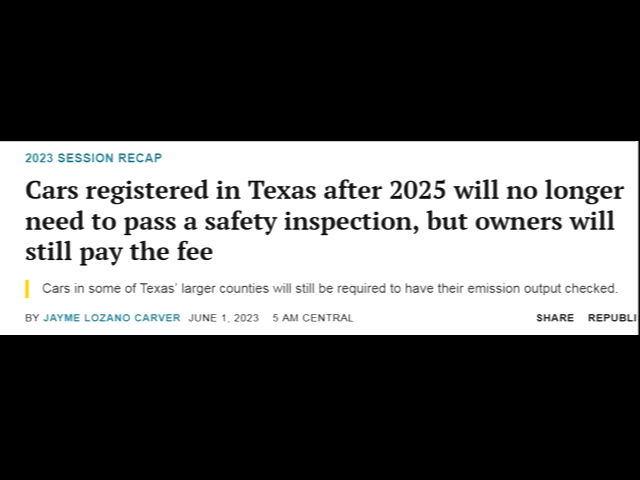 2023 SESSION RECAP
Cars registered in Texas after 2025 will no longer
need to pass a safety inspection, but owners will
still pay the fee
Cars in some of Texas' larger counties will still be required to have their emission output checked.
BY JAYME LOZANO CARVER JUNE 1, 2023 5 AM CENTRAL SHARE REPUBLI